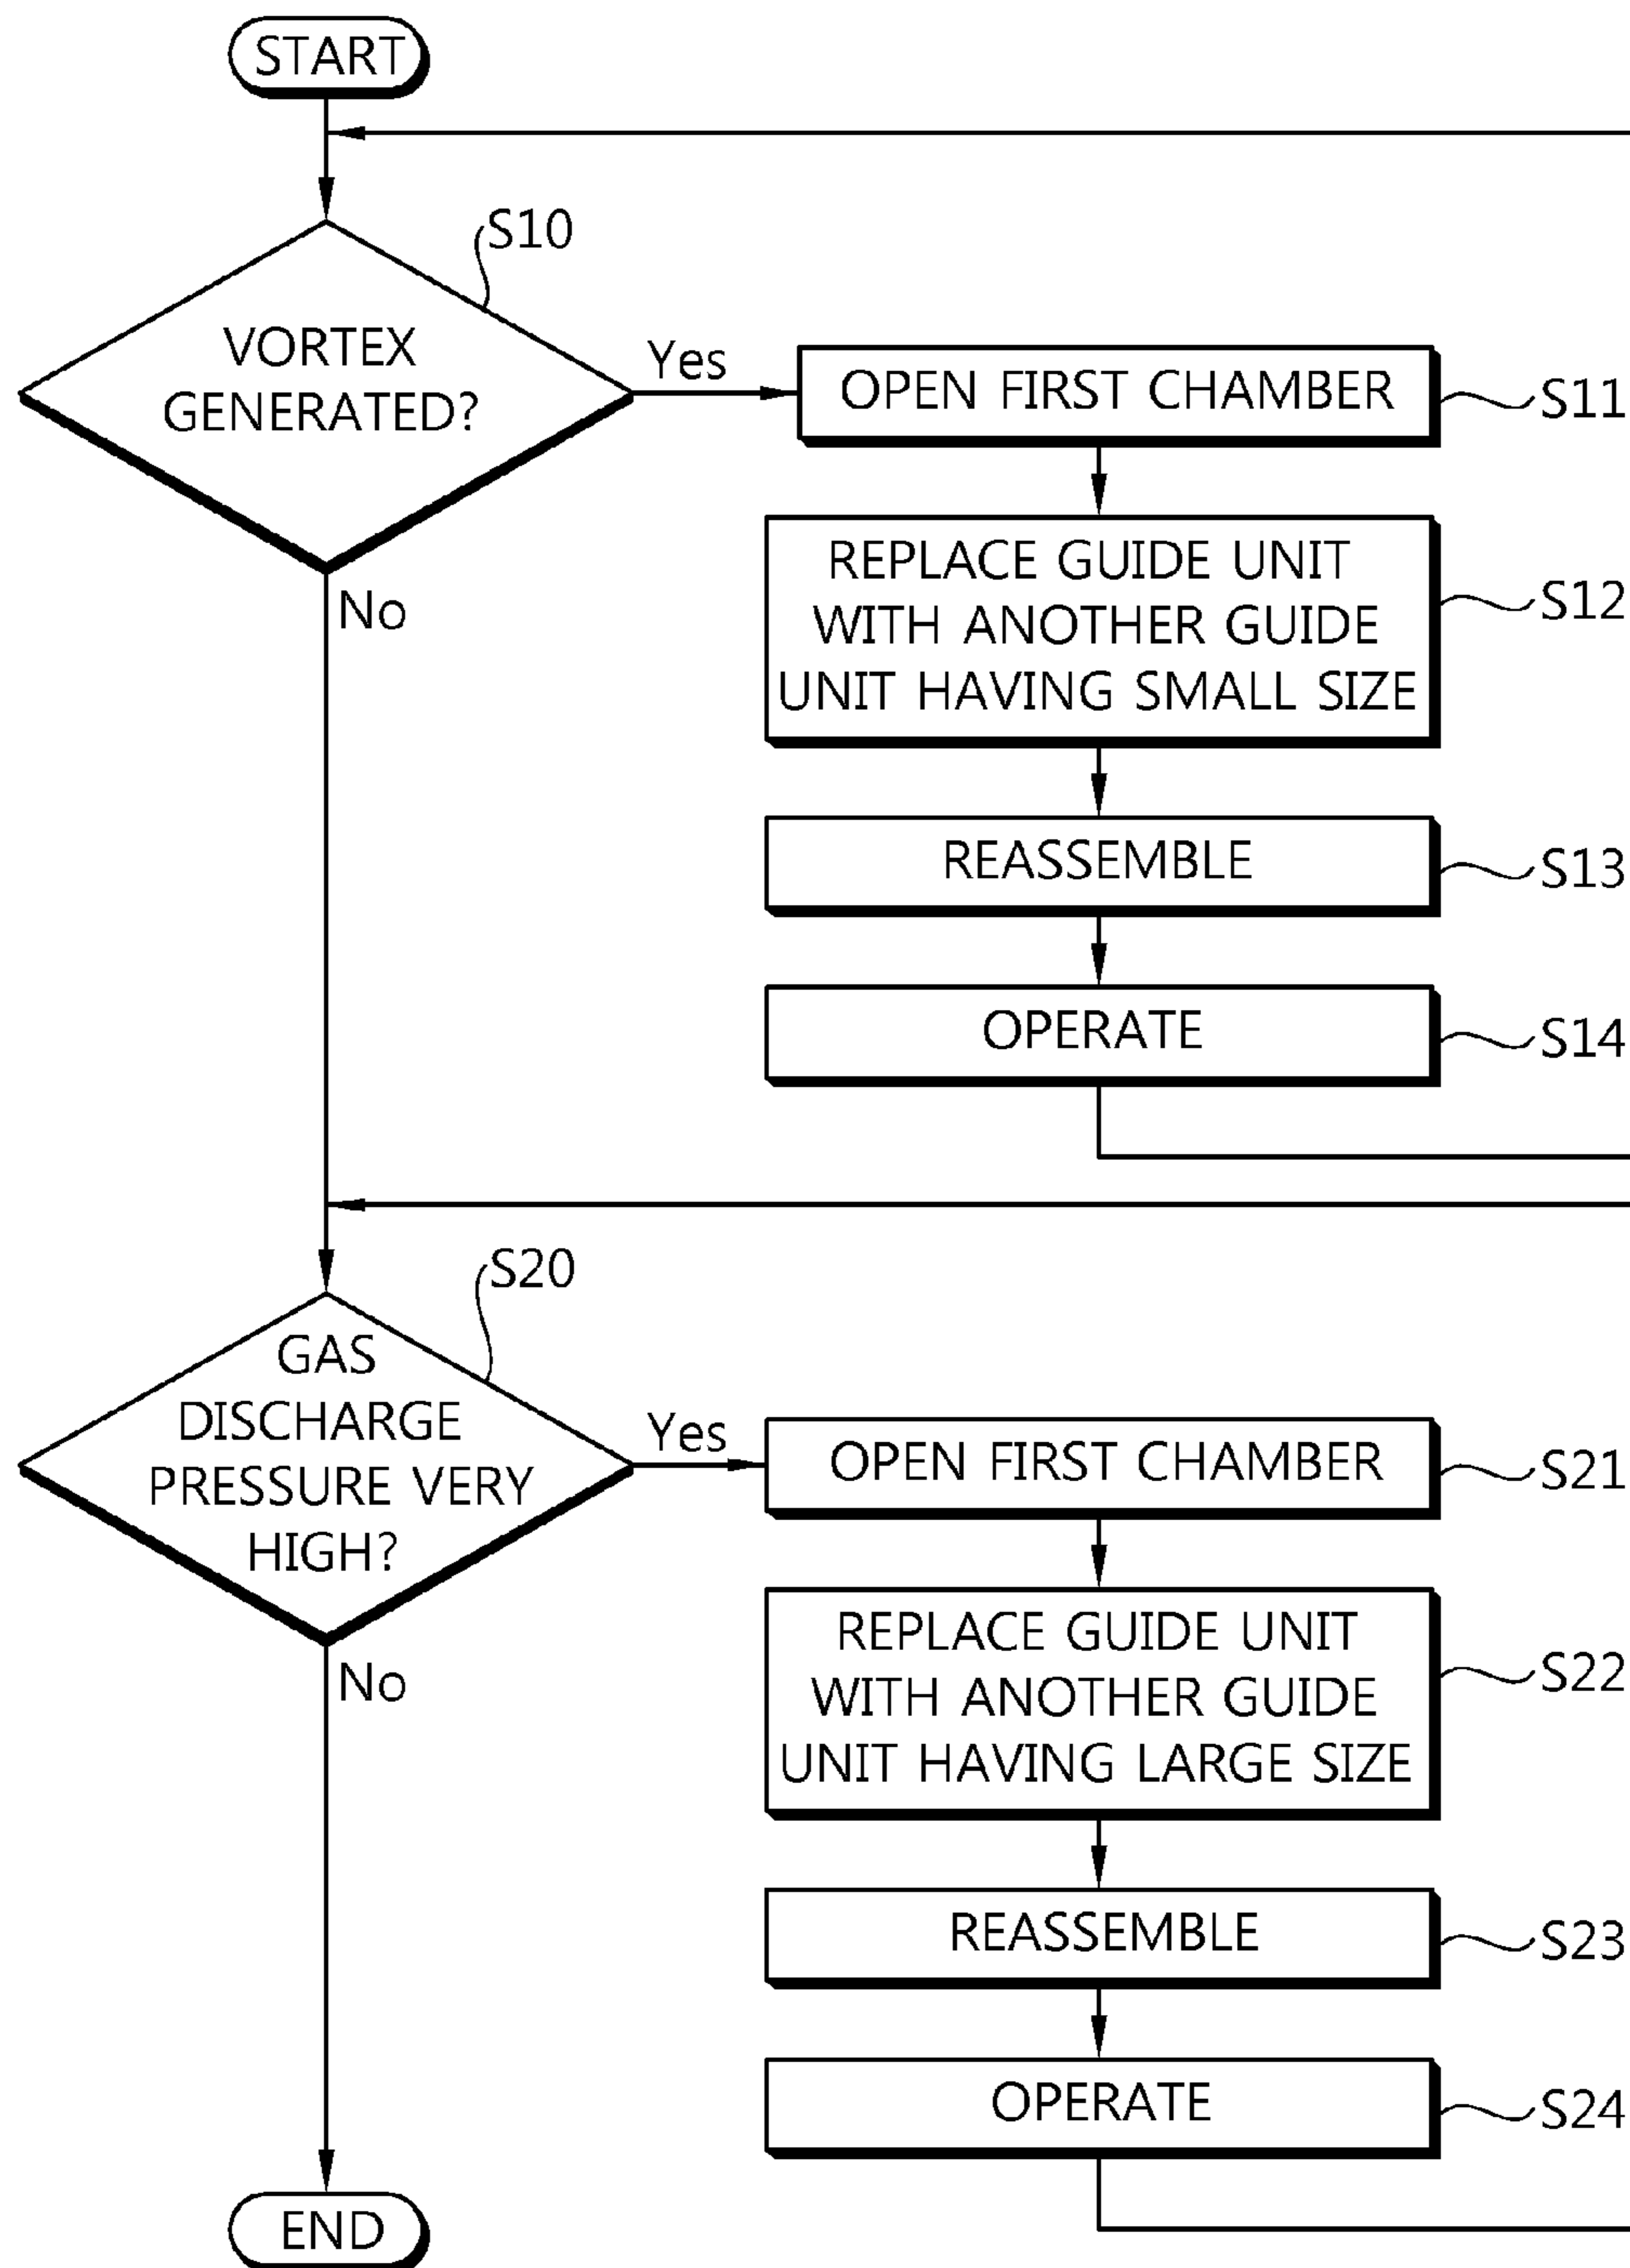 START
S10
VORTEX
GENERATED?
Yes
No
OPEN FIRST CHAMBER
S11
REPLACE GUIDE UNIT
WITH ANOTHER GUIDE
UNIT HAVING SMALL SIZE
S12
REASSEMBLE
S13
OPERATE
S14
S20
GAS
DISCHARGE
PRESSURE VERY
HIGH?
Yes
No
OPEN FIRST CHAMBER
S21
REPLACE GUIDE UNIT
WITH ANOTHER GUIDE
UNIT HAVING LARGE SIZE
S22
REASSEMBLE
S23
OPERATE
S24
END